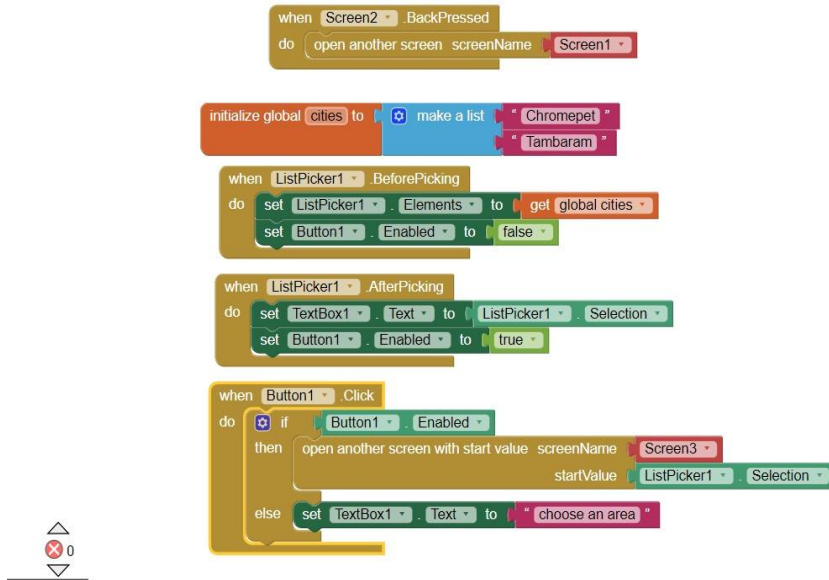 when Screen2 .BackPressed
do open another screen screenName Screen1
initialize global cities to make a list " Chromepet "
" Tambaram "
when ListPicker1 .BeforePicking
do set ListPicker1 . Elements to get global cities
set Button1 . Enabled to false
when ListPicker1 .AfterPicking
do set TextBox1 . Text to ListPicker1 . Selection
set Button1 . Enabled to true
when Button1 .Click
do if Button1 . Enabled
then open another screen with start value screenName Screen3
startValue ListPicker1 . Selection
else set TextBox1 . Text to " choose an area "
0